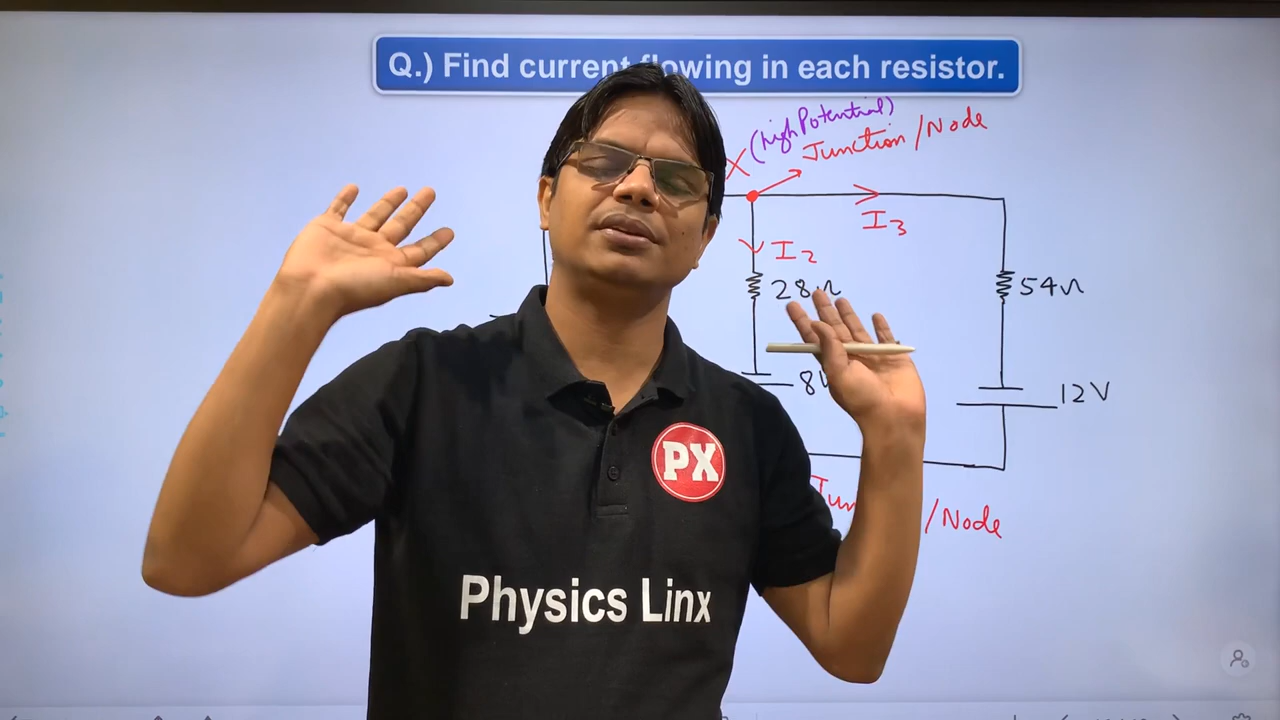 Q.) Find current flowing in each resistor.
(high Potential)
X
Junction/Node
I3
I2
28Ω
54Ω
8V
12V
/Node
PX
Physics Linx